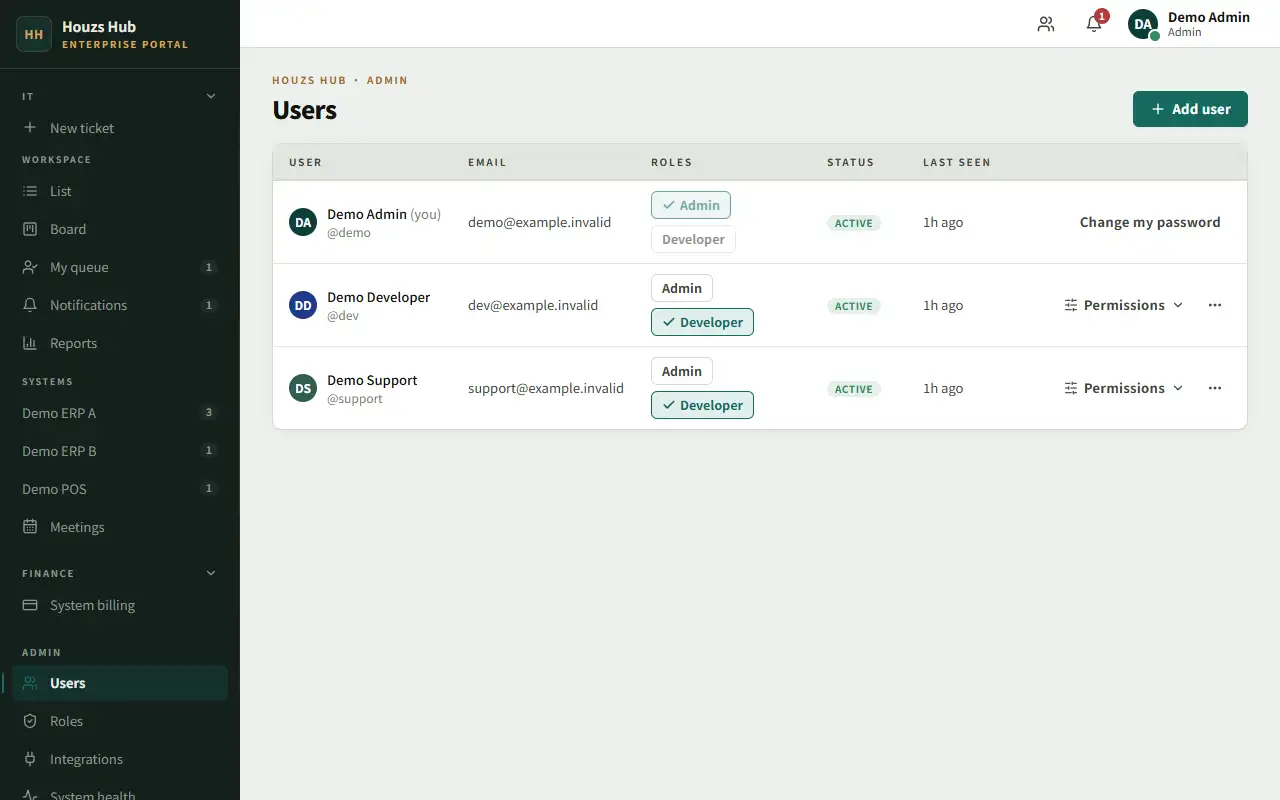 HH
Houzs Hub
ENTERPRISE PORTAL
IT
New ticket
WORKSPACE
List
Board
My queue 1
Notifications 1
Reports
SYSTEMS
Demo ERP A 3
Demo ERP B 1
Demo POS 1
Meetings
FINANCE
System billing
ADMIN
Users
Roles
Integrations
System health
1
DA
Demo Admin
Admin
HOUZS HUB · ADMIN
Users
Add user
USER EMAIL ROLES STATUS LAST SEEN
DA Demo Admin (you) @demo demo@example.invalid Admin Developer ACTIVE 1h ago Change my password
DD Demo Developer @dev dev@example.invalid Admin Developer ACTIVE 1h ago Permissions
DS Demo Support @support support@example.invalid Admin Developer ACTIVE 1h ago Permissions